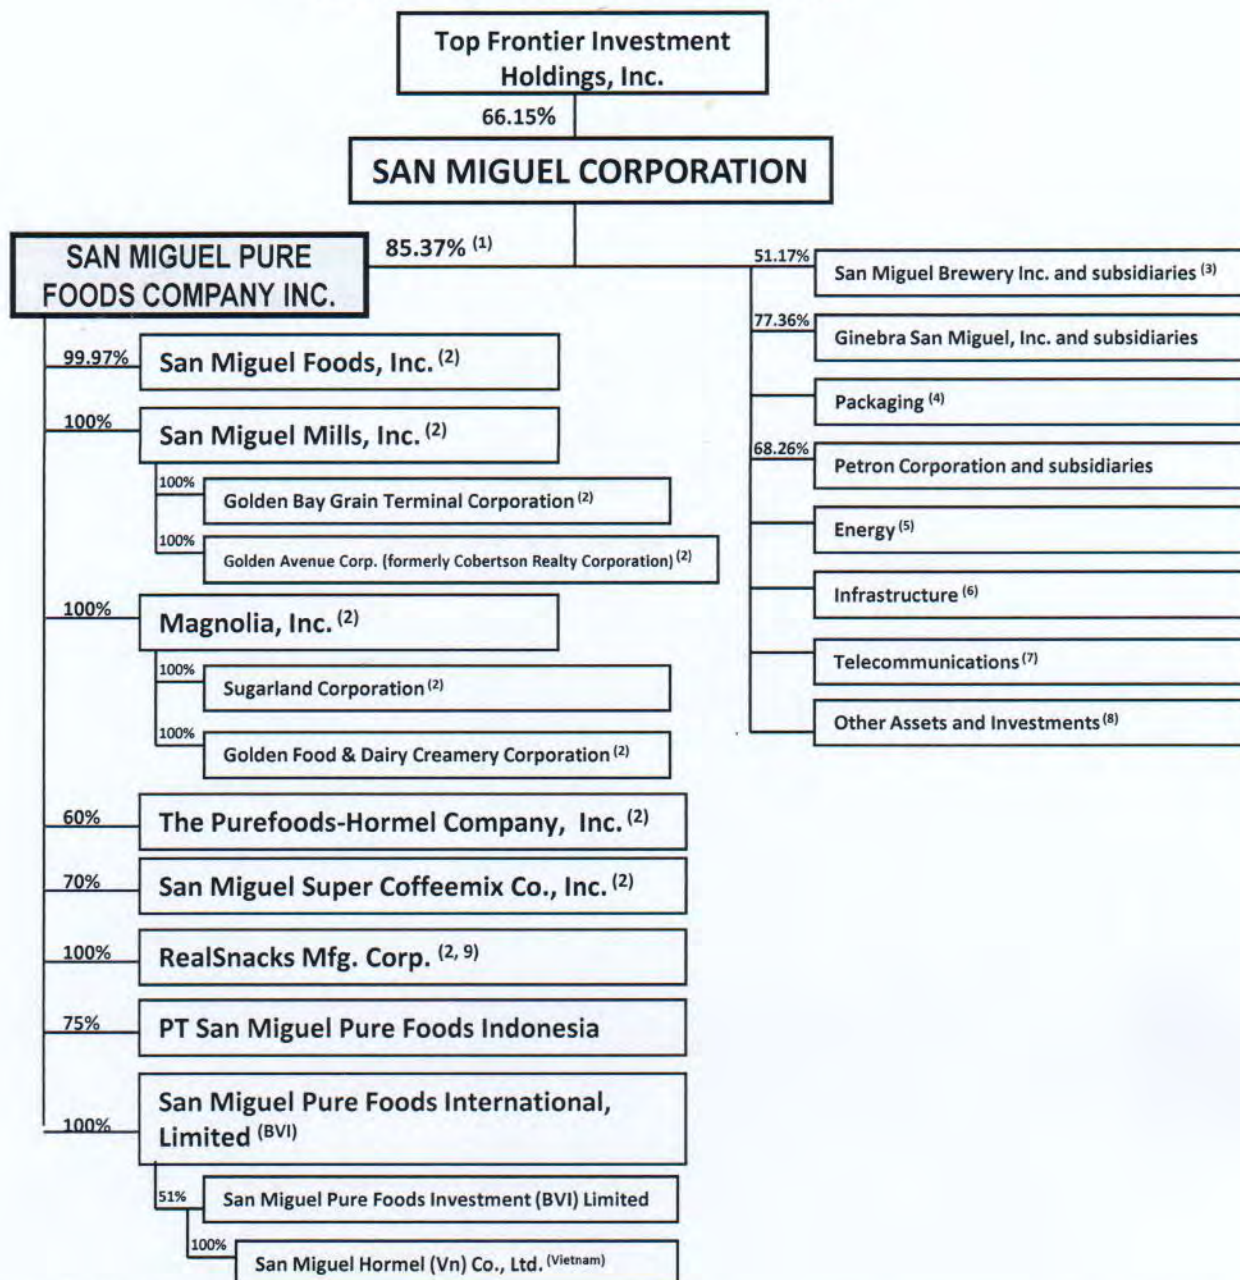 Top Frontier Investment
Holdings, Inc.
66.15%
SAN MIGUEL CORPORATION
SAN MIGUEL PURE
FOODS COMPANY INC.
85.37% (1)
99.97%
San Miguel Foods, Inc. (2)
100%
San Miguel Mills, Inc. (2)
100%
Golden Bay Grain Terminal Corporation (2)
100%
Golden Avenue Corp. (formerly Cobertson Realty Corporation) (2)
100%
Magnolia, Inc. (2)
100%
Sugarland Corporation (2)
100%
Golden Food & Dairy Creamery Corporation (2)
60%
The Purefoods-Hormel Company, Inc. (2)
70%
San Miguel Super Coffeemix Co., Inc. (2)
100%
RealSnacks Mfg. Corp. (2, 9)
75%
PT San Miguel Pure Foods Indonesia
100%
San Miguel Pure Foods International,
Limited (BVI)
51%
San Miguel Pure Foods Investment (BVI) Limited
100%
San Miguel Hormel (Vn) Co., Ltd. (Vietnam)
51.17%
San Miguel Brewery Inc. and subsidiaries (3)
77.36%
Ginebra San Miguel, Inc. and subsidiaries
Packaging (4)
68.26%
Petron Corporation and subsidiaries
Energy (5)
Infrastructure (6)
Telecommunications (7)
Other Assets and Investments (8)